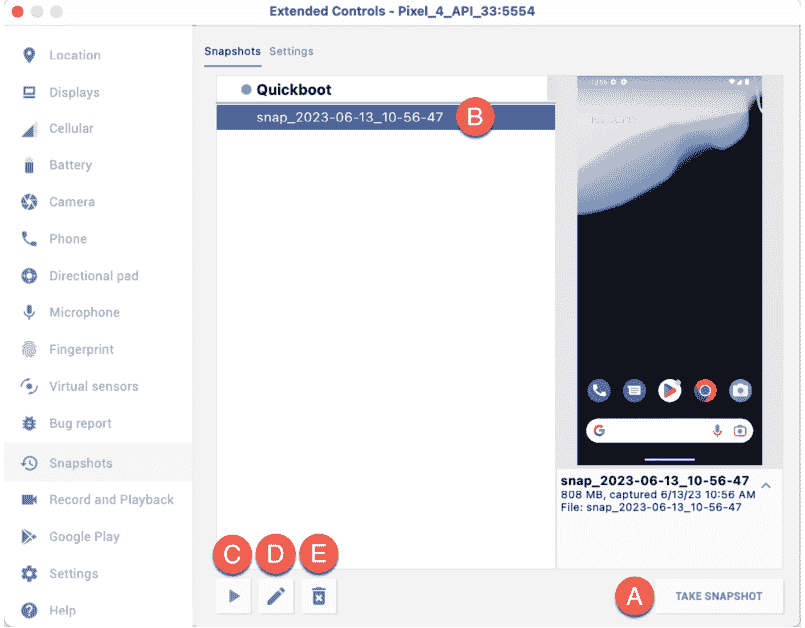 Extended Controls - Pixel_4_API_33:5554
Location
Displays
Cellular
Battery
Camera
Phone
Directional pad
Microphone
Fingerprint
Virtual sensors
Bug report
Snapshots
Record and Playback
Google Play
Settings
Help
Snapshots Settings
Quickboot
snap_2023-06-13_10-56-47
B
G
snap_2023-06-13_10-56-47
808 MB, captured 6/13/23 10:56 AM
File: snap_2023-06-13_10-56-47
C D E
A
TAKE SNAPSHOT